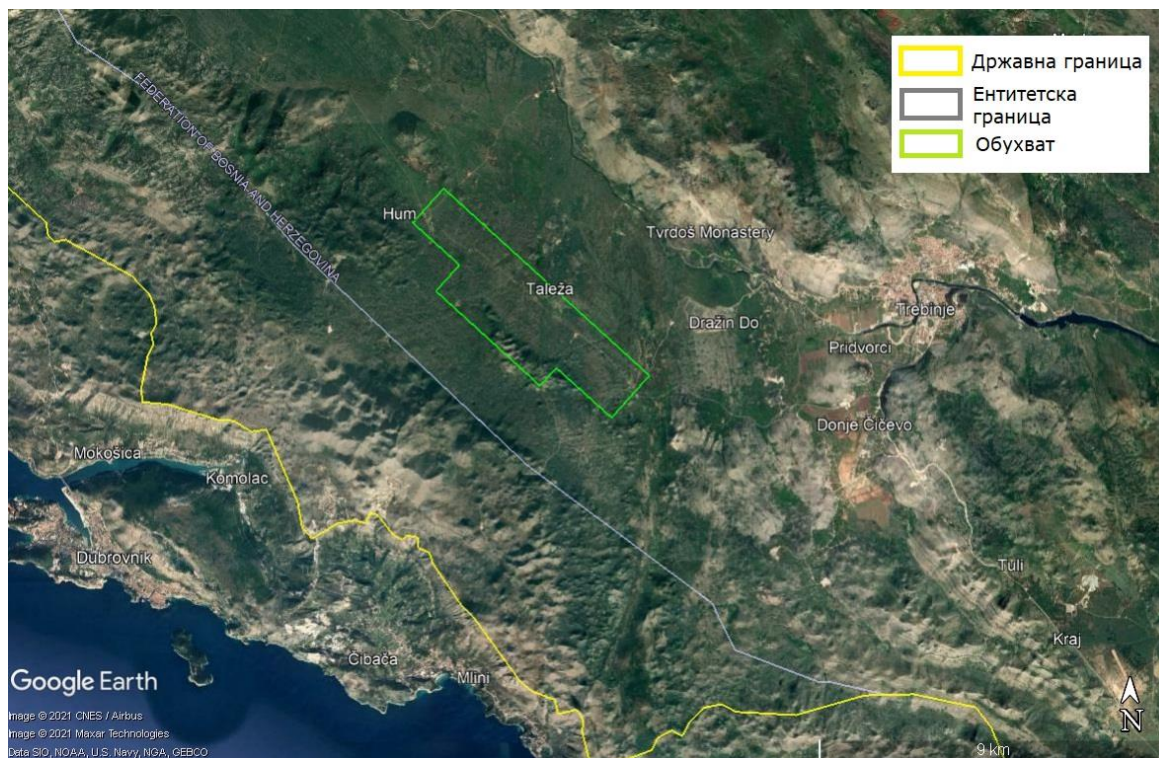 Државна граница
Ентитетска
граница
Обухват
FEDERATION OF BOSNIA AND HERZEGOVINA
Hum
Tvrdoš Monastery
Taleža
Trebinje
Dražin Do
Pridvorci
Donje Čičevo
Mokošica
Komolac
Dubrovnik
Tuli
Kraj
Čibača
Mlini
Google Earth
Image © 2021 CNES / Airbus
Image © 2021 Maxar Technologies
Data SIO, NOAA, U.S. Navy, NGA, GEBCO
N
9 km